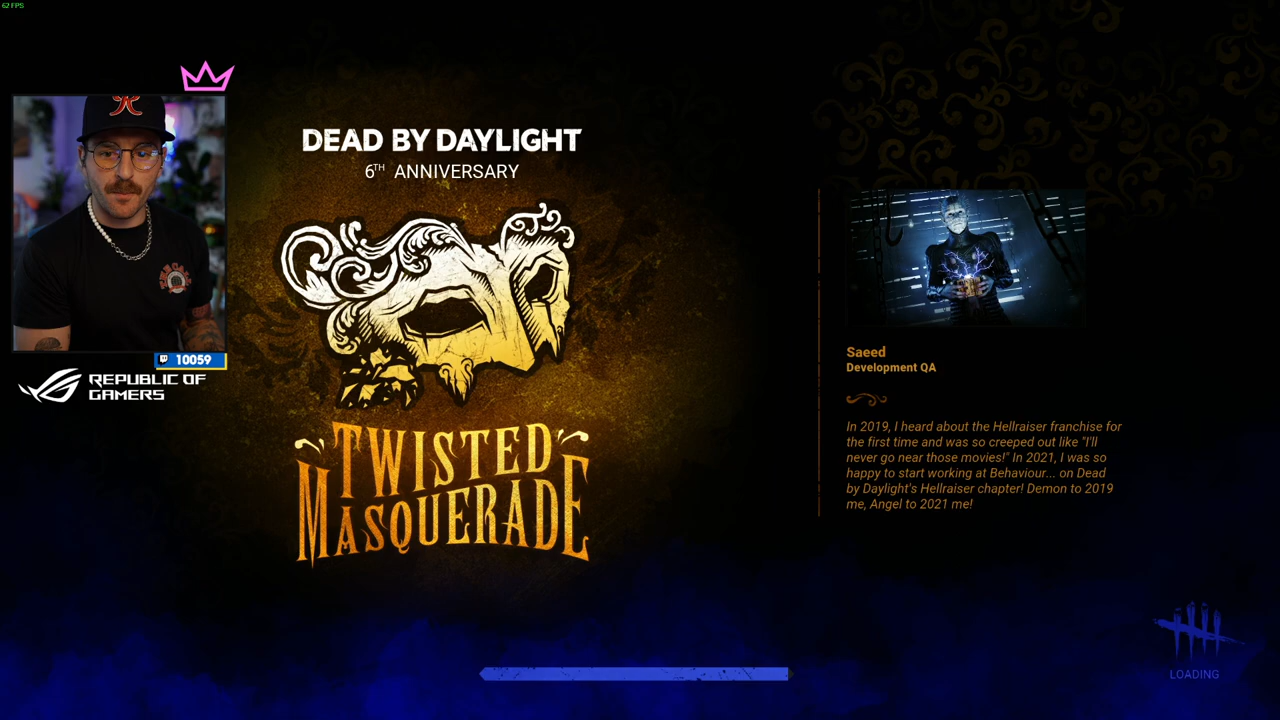 62 FPS
DEAD BY DAYLIGHT
6TH ANNIVERSARY
10059
REPUBLIC OF
GAMERS
TWISTED
MASQUERADE
Saeed
Development QA
In 2019, I heard about the Hellraiser franchise for
the first time and was so creeped out like "I'll
never go near those movies!" In 2021, I was so
happy to start working at Behaviour... on Dead
by Daylight's Hellraiser chapter! Demon to 2019
me, Angel to 2021 me!
LOADING